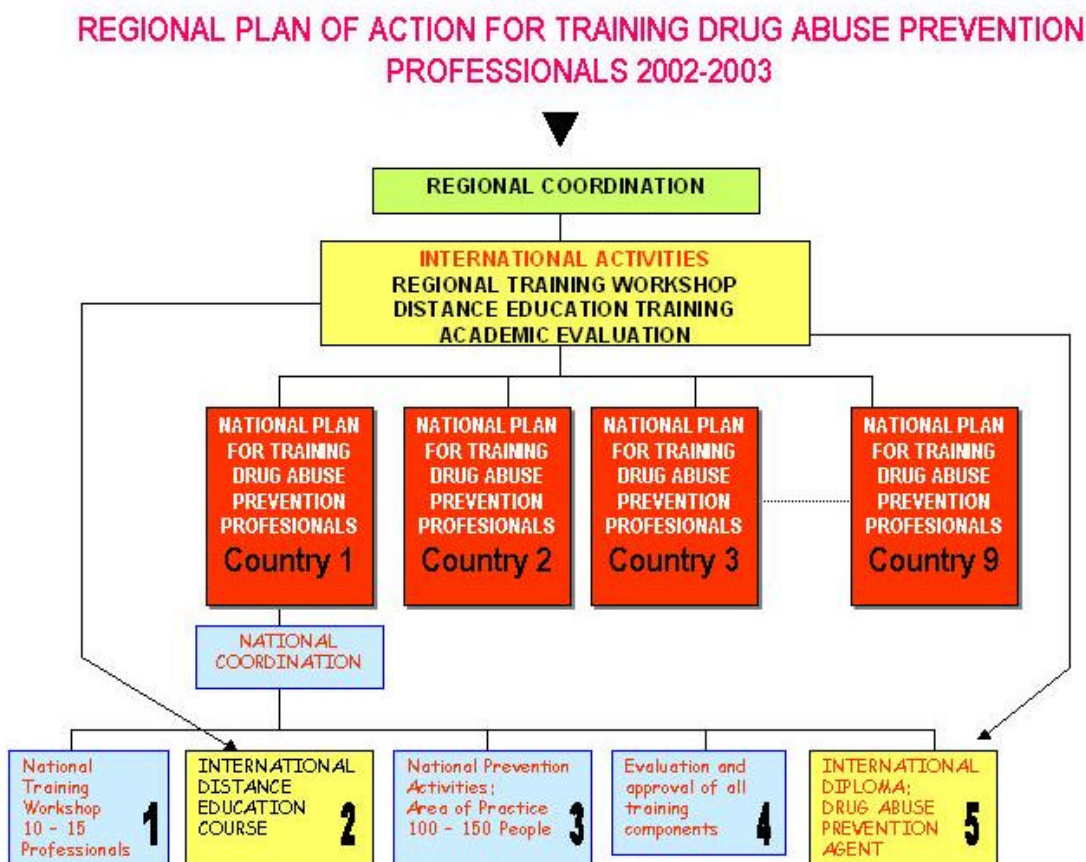 REGIONAL PLAN OF ACTION FOR TRAINING DRUG ABUSE PREVENTION
PROFESSIONALS 2002-2003
REGIONAL COORDINATION
INTERNATIONAL ACTIVITIES
REGIONAL TRAINING WORKSHOP
DISTANCE EDUCATION TRAINING
ACADEMIC EVALUATION
NATIONAL PLAN
FOR TRAINING
DRUG ABUSE
PREVENTION
PROFESIONALS
Country 1
NATIONAL PLAN
FOR TRAINING
DRUG ABUSE
PREVENTION
PROFESIONALS
Country 2
NATIONAL PLAN
FOR TRAINING
DRUG ABUSE
PREVENTION
PROFESIONALS
Country 3
NATIONAL PLAN
FOR TRAINING
DRUG ABUSE
PREVENTION
PROFESIONALS
Country 9
NATIONAL
COORDINATION
National
Training
Workshop
10 - 15
Professionals
1
INTERNATIONAL
DISTANCE
EDUCATION
COURSE
2
National Prevention
Activities:
Area of Practice
100 - 150 People
3
Evaluation and
approval of all
training
components
4
INTERNATIONAL
DIPLOMA:
DRUG ABUSE
PREVENTION
AGENT
5